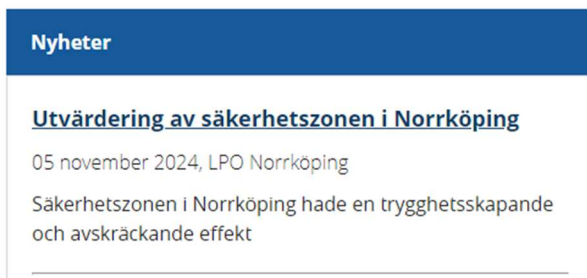 Nyheter
Utvärdering av säkerhetszonen i Norrköping
05 november 2024, LPO Norrköping
Säkerhetszonen i Norrköping hade en trygghetsskapande
och avskräckande effekt